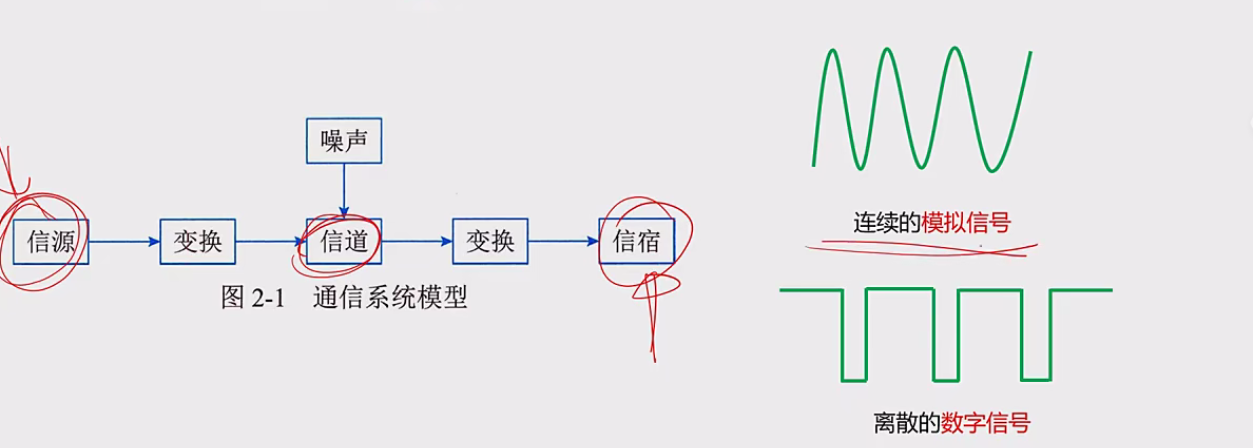 噪声
信源
变换
信道
变换
信宿
图 2-1 通信系统模型
连续的模拟信号
离散的数字信号